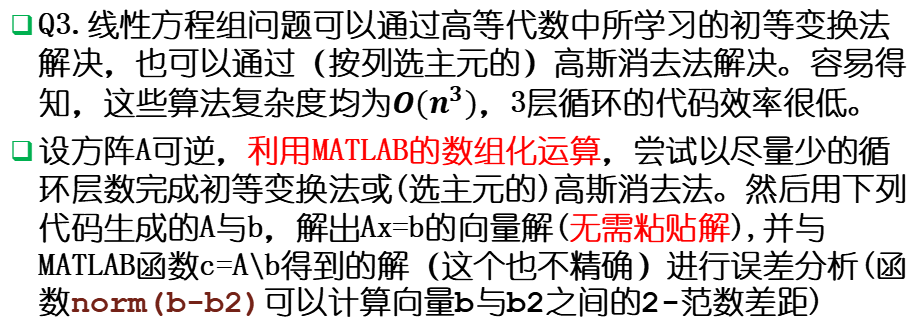 Q3.线性方程组问题可以通过高等代数中所学习的初等变换法
解决，也可以通过（按列选主元的）高斯消去法解决。容易得
知，这些算法复杂度均为O(n³)，3层循环的代码效率很低。
设方阵A可逆，利用MATLAB的数组化运算，尝试以尽量少的循
环层数完成初等变换法或(选主元的)高斯消去法。然后用下列
代码生成的A与b，解出Ax=b的向量解(无需粘贴解),并与
MATLAB函数c=A\b得到的解（这个也不精确）进行误差分析(函
数norm(b-b2)可以计算向量b与b2之间的2-范数差距)